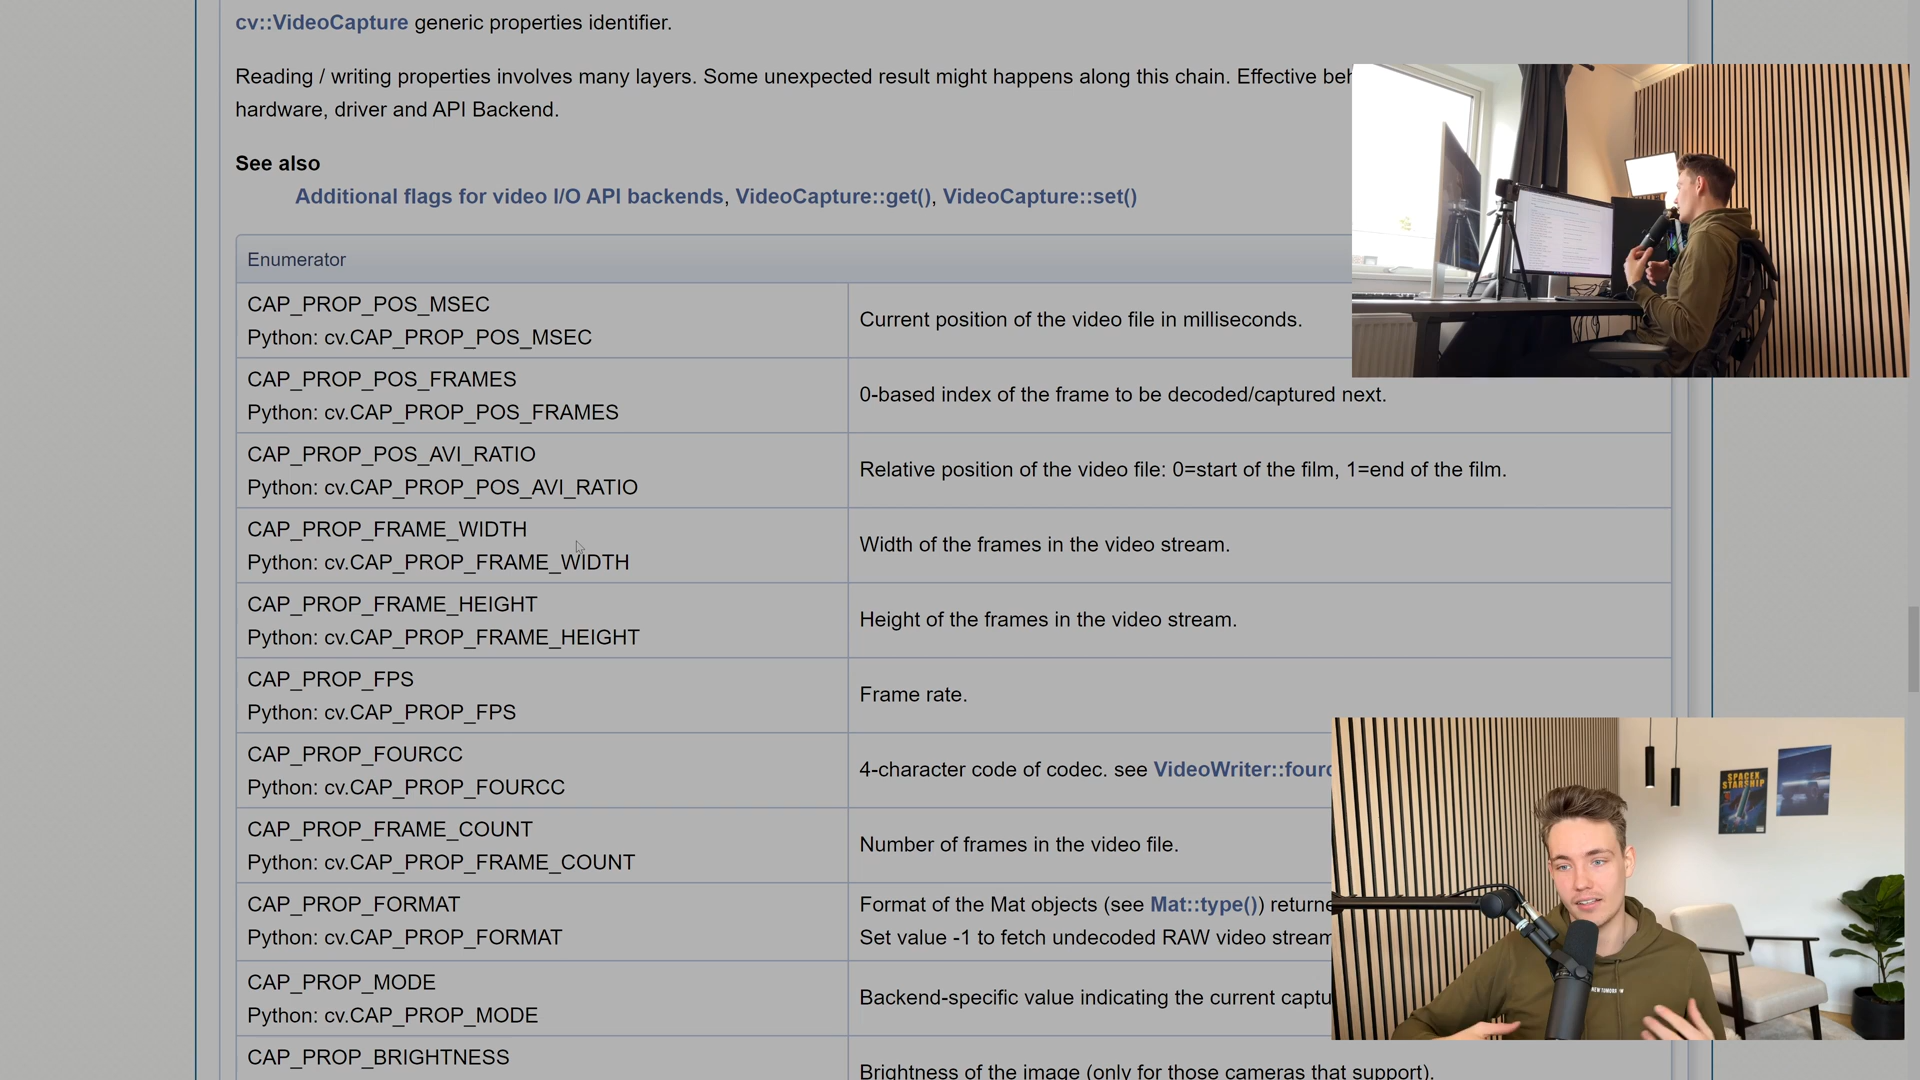 cv::VideoCapture generic properties identifier.
Reading / writing properties involves many layers. Some unexpected result might happens along this chain. Effective
hardware, driver and API Backend.
See also
Additional flags for video I/O API backends, VideoCapture::get(), VideoCapture::set()
Enumerator
CAP_PROP_POS_MSEC
Python: cv.CAP_PROP_POS_MSEC
Current position of the video file in milliseconds.
CAP_PROP_POS_FRAMES
Python: cv.CAP_PROP_POS_FRAMES
0-based index of the frame to be decoded/captured next.
CAP_PROP_POS_AVI_RATIO
Python: cv.CAP_PROP_POS_AVI_RATIO
Relative position of the video file: 0=start of the film, 1=end of the film.
CAP_PROP_FRAME_WIDTH
Python: cv.CAP_PROP_FRAME_WIDTH
Width of the frames in the video stream.
CAP_PROP_FRAME_HEIGHT
Python: cv.CAP_PROP_FRAME_HEIGHT
Height of the frames in the video stream.
CAP_PROP_FPS
Python: cv.CAP_PROP_FPS
Frame rate.
CAP_PROP_FOURCC
Python: cv.CAP_PROP_FOURCC
4-character code of codec. see VideoWriter::fourc
CAP_PROP_FRAME_COUNT
Python: cv.CAP_PROP_FRAME_COUNT
Number of frames in the video file.
CAP_PROP_FORMAT
Python: cv.CAP_PROP_FORMAT
Format of the Mat objects (see Mat::type()) returne
Set value -1 to fetch undecoded RAW video stream
CAP_PROP_MODE
Python: cv.CAP_PROP_MODE
Backend-specific value indicating the current captu
CAP_PROP_BRIGHTNESS
Brightness of the image (only for those cameras that support).
SPACEX
STARSHIP